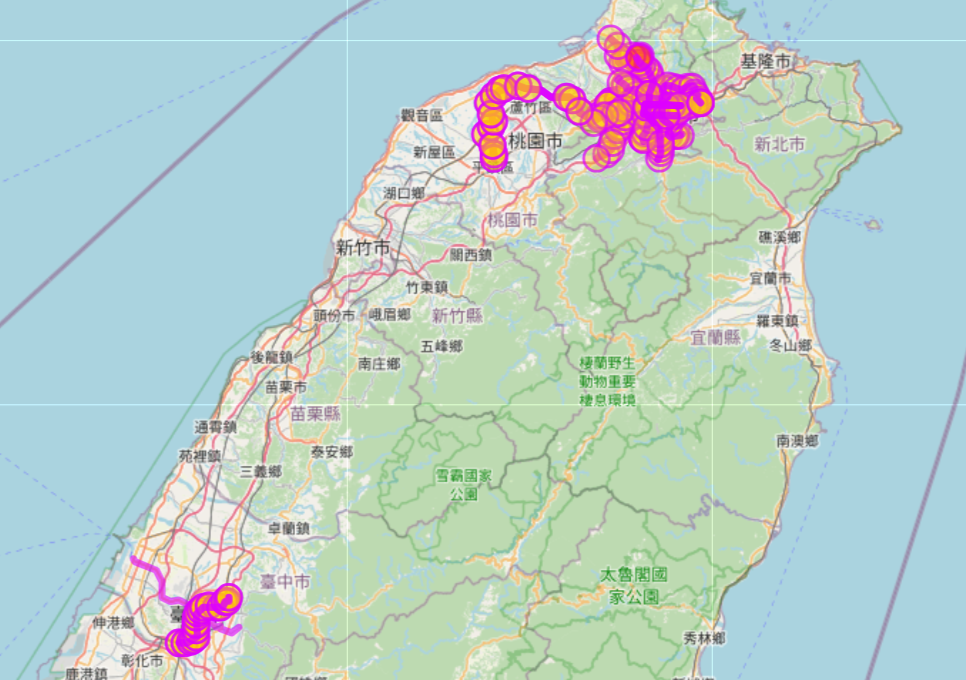 基隆市
蘆竹區
觀音區
桃園市
新北市
新屋區
湖口鄉
桃園市
新竹市
礁溪鄉
關西鎮
宜蘭市
竹東鎮
頭份市
峨眉鄉
新竹縣
羅東鎮
宜蘭縣
冬山鄉
五峰鄉
後龍鎮
南庄鄉
棲蘭野生
動物重要
棲息環境
苗栗市
苗栗縣
通霄鎮
南澳鄉
泰安鄉
苑裡鎮
三義鄉
雪霸國家
公園
卓蘭鎮
臺中市
太魯閣國
家公園
伸港鄉
秀林鄉
彰化市
鹿港鎮